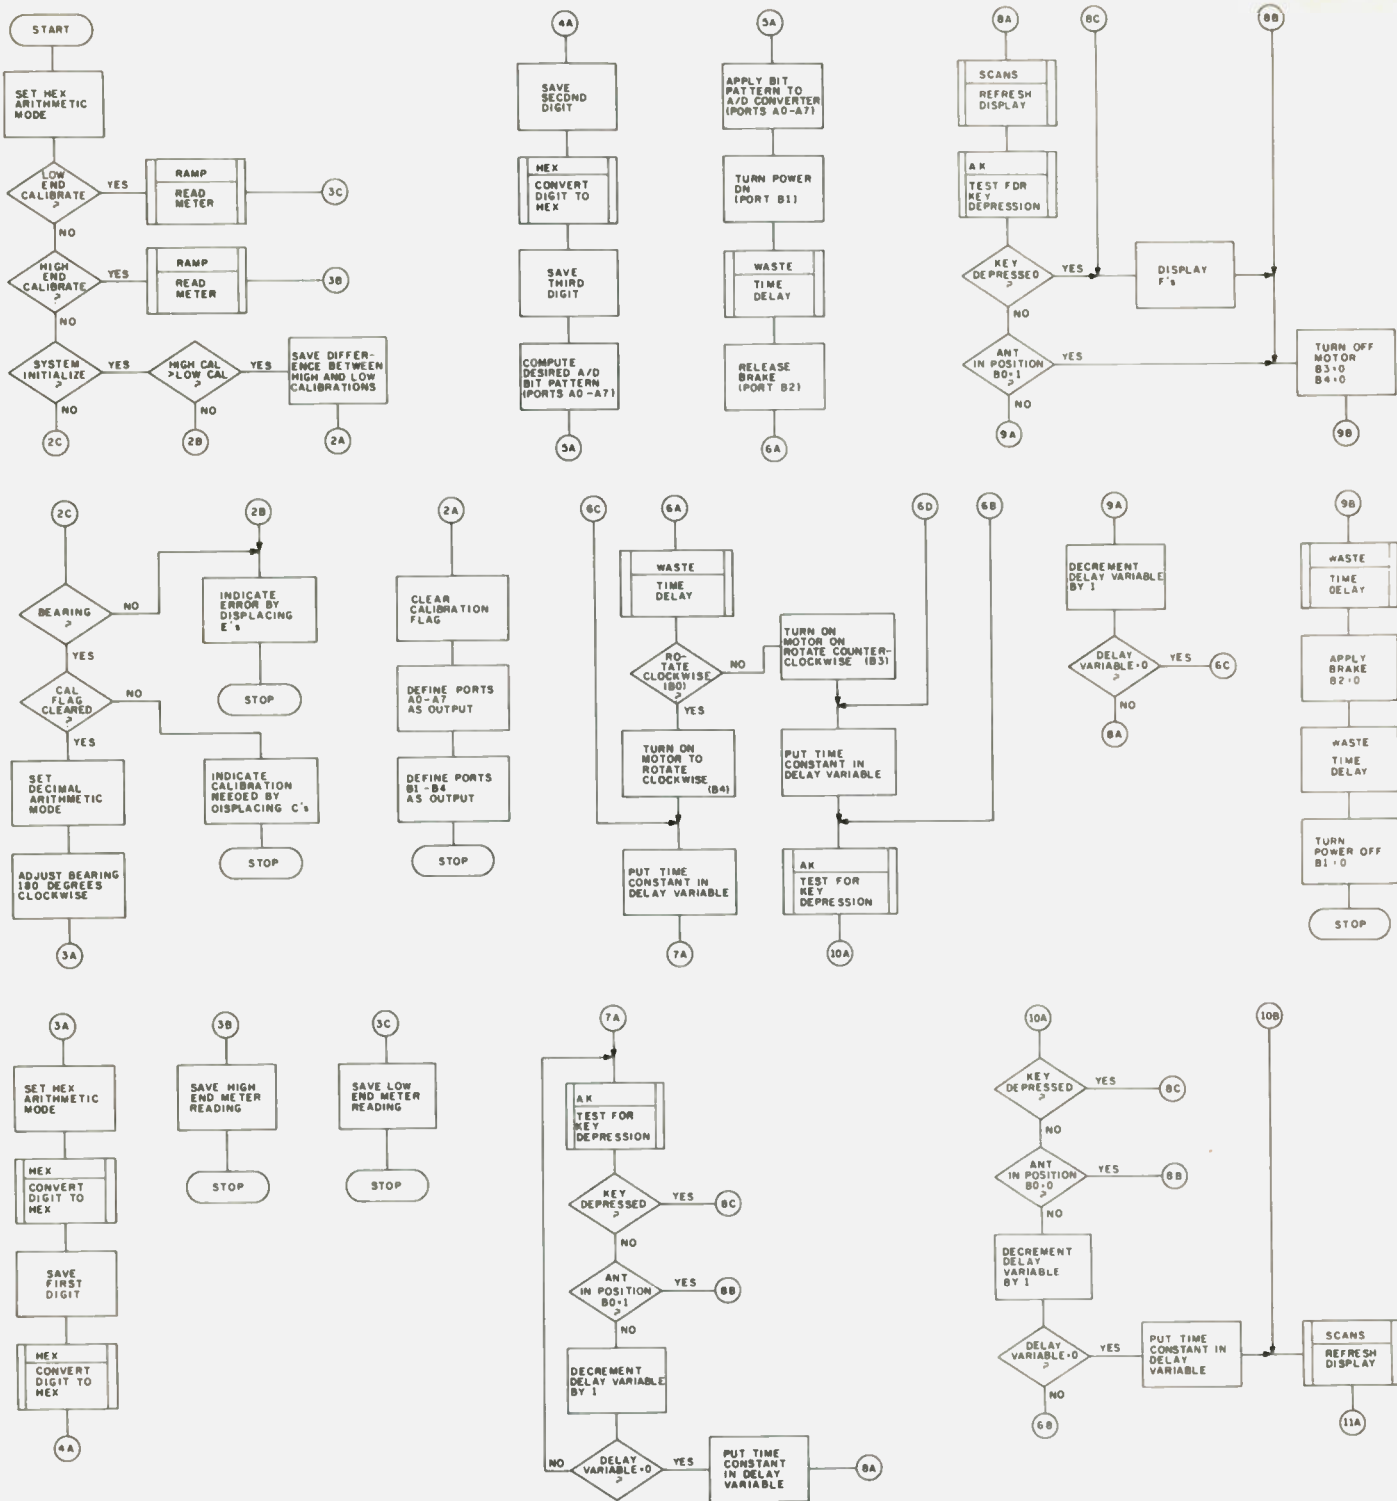 START
SET HEX
ARITHMETIC
MODE
LOW
END
CALIBRATE
?
YES
NO
RAMP
READ
METER
3C
HIGH
END
CALIBRATE
?
YES
NO
RAMP
READ
METER
3B
SYSTEM
INITIALIZE
?
YES
NO
HIGH CAL
>LOW CAL
?
YES
NO
SAVE DIFFER-
ENCE BETWEEN
HIGH AND LOW
CALIBRATIONS
2C
2B
2A
4A
SAVE
SECOND
DIGIT
HEX
CONVERT
DIGIT TO
HEX
SAVE
THIRD
DIGIT
COMPUTE
DESIRED A/D
BIT PATTERN
(PORTS A0-A7)
5A
5A
APPLY BIT
PATTERN TO
A/D CONVERTER
(PORTS A0-A7)
TURN POWER
ON
(PORT B1)
WASTE
TIME
DELAY
RELEASE
BRAKE
(PORT B2)
6A
8A
8C
8B
SCANS
REFRESH
DISPLAY
AK
TEST FOR
KEY
DEPRESSION
KEY
DEPRESSED
?
YES
NO
DISPLAY
F's
ANT
IN POSITION
B0=1
?
YES
NO
TURN OFF
MOTOR
B3=0
B4=0
9A
9B
2C
BEARING
?
NO
YES
CAL
FLAG
CLEARED
?
NO
YES
SET
DECIMAL
ARITHMETIC
MODE
ADJUST BEARING
180 DEGREES
CLOCKWISE
3A
2B
INDICATE
ERROR BY
DISPLACING
E's
STOP
INDICATE
CALIBRATION
NEEDED BY
DISPLACING C's
STOP
2A
CLEAR
CALIBRATION
FLAG
DEFINE PORTS
A0-A7
AS OUTPUT
DEFINE PORTS
B1-B4
AS OUTPUT
STOP
6C
6A
6D
6B
WASTE
TIME
DELAY
RO-
TATE
CLOCKWISE
(B0)
?
NO
YES
TURN ON
MOTOR ON
ROTATE COUNTER-
CLOCKWISE (B3)
TURN ON
MOTOR TO
ROTATE
CLOCKWISE
(B4)
PUT TIME
CONSTANT IN
DELAY VARIABLE
PUT TIME
CONSTANT IN
DELAY VARIABLE
AK
TEST FOR
KEY
DEPRESSION
7A
10A
9A
DECREMENT
DELAY VARIABLE
BY 1
DELAY
VARIABLE=0
?
YES
6C
NO
8A
9B
WASTE
TIME
DELAY
APPLY
BRAKE
B2=0
WASTE
TIME
DELAY
TURN
POWER OFF
B1=0
STOP
3A
SET HEX
ARITHMETIC
MODE
HEX
CONVERT
DIGIT TO
HEX
SAVE
FIRST
DIGIT
HEX
CONVERT
DIGIT TO
HEX
4A
3B
SAVE HIGH
END METER
READING
STOP
3C
SAVE LOW
END METER
READING
STOP
7A
AK
TEST FOR
KEY
DEPRESSION
KEY
DEPRESSED
?
YES
8C
NO
ANT
IN POSITION
B0=1
?
YES
8B
NO
DECREMENT
DELAY VARIABLE
BY 1
DELAY
VARIABLE=0
?
NO
YES
PUT TIME
CONSTANT
IN DELAY
VARIABLE
8A
10A
KEY
DEPRESSED
?
YES
8C
NO
ANT
IN POSITION
B0=0
?
YES
8B
NO
DECREMENT
DELAY
VARIABLE
BY 1
DELAY
VARIABLE=0
?
YES
NO
6B
PUT TIME
CONSTANT IN
DELAY
VARIABLE
10B
SCANS
REFRESH
DISPLAY
11A